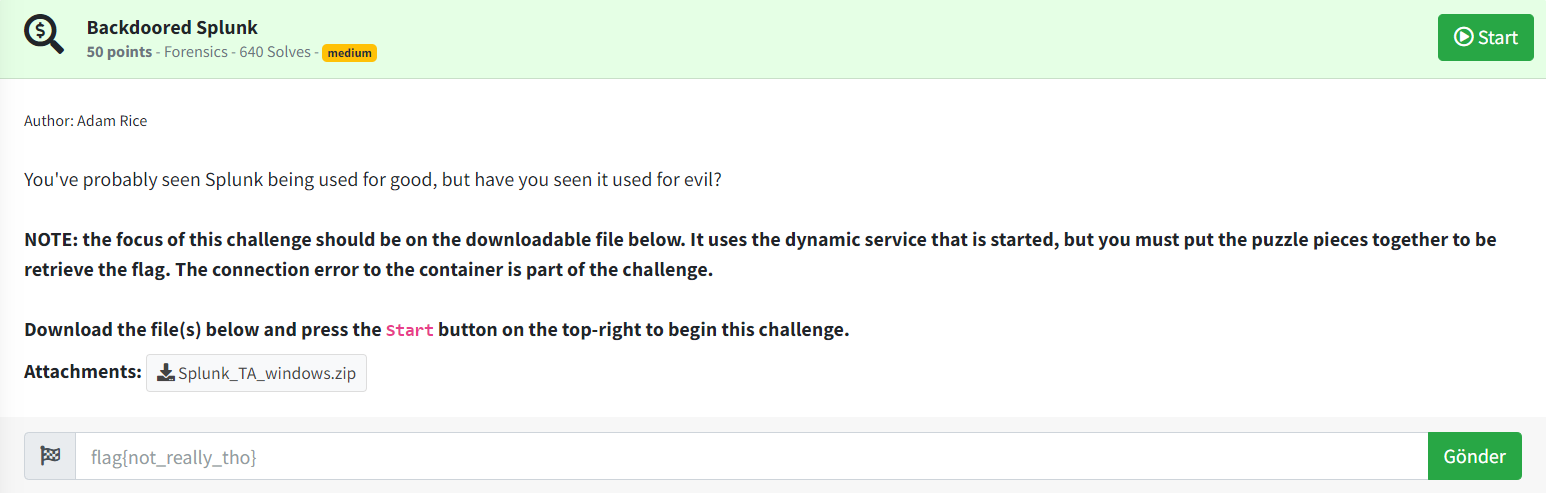 Backdoored Splunk
50 points - Forensics - 640 Solves - medium
Start
Author: Adam Rice
You've probably seen Splunk being used for good, but have you seen it used for evil?
NOTE: the focus of this challenge should be on the downloadable file below. It uses the dynamic service that is started, but you must put the puzzle pieces together to be
retrieve the flag. The connection error to the container is part of the challenge.
Download the file(s) below and press the Start button on the top-right to begin this challenge.
Attachments: Splunk_TA_windows.zip
flag{not_really_tho}
Gönder